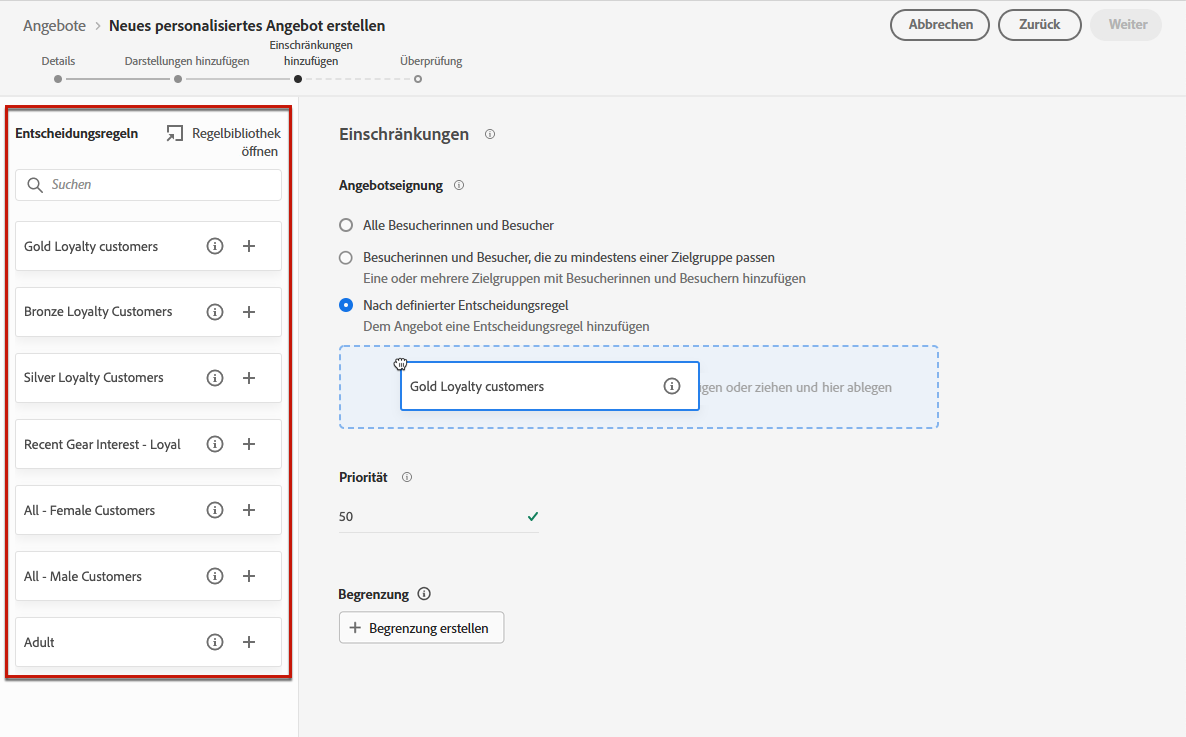 Angebote > Neues personalisiertes Angebot erstellen
Abbrechen
Zurück
Weiter
Details
Darstellungen hinzufügen
Einschränkungen
hinzufügen
Überprüfung
Entscheidungsregeln
Regelbibliothek
öffnen
Suchen
Gold Loyalty customers
Bronze Loyalty Customers
Silver Loyalty Customers
Recent Gear Interest - Loyal
All - Female Customers
All - Male Customers
Adult
Einschränkungen
Angebotseignung
Alle Besucherinnen und Besucher
Besucherinnen und Besucher, die zu mindestens einer Zielgruppe passen
Eine oder mehrere Zielgruppen mit Besucherinnen und Besuchern hinzufügen
Nach definierter Entscheidungsregel
Dem Angebot eine Entscheidungsregel hinzufügen
Gold Loyalty customers
oder ziehen und hier ablegen
Priorität
50
Begrenzung
Begrenzung erstellen